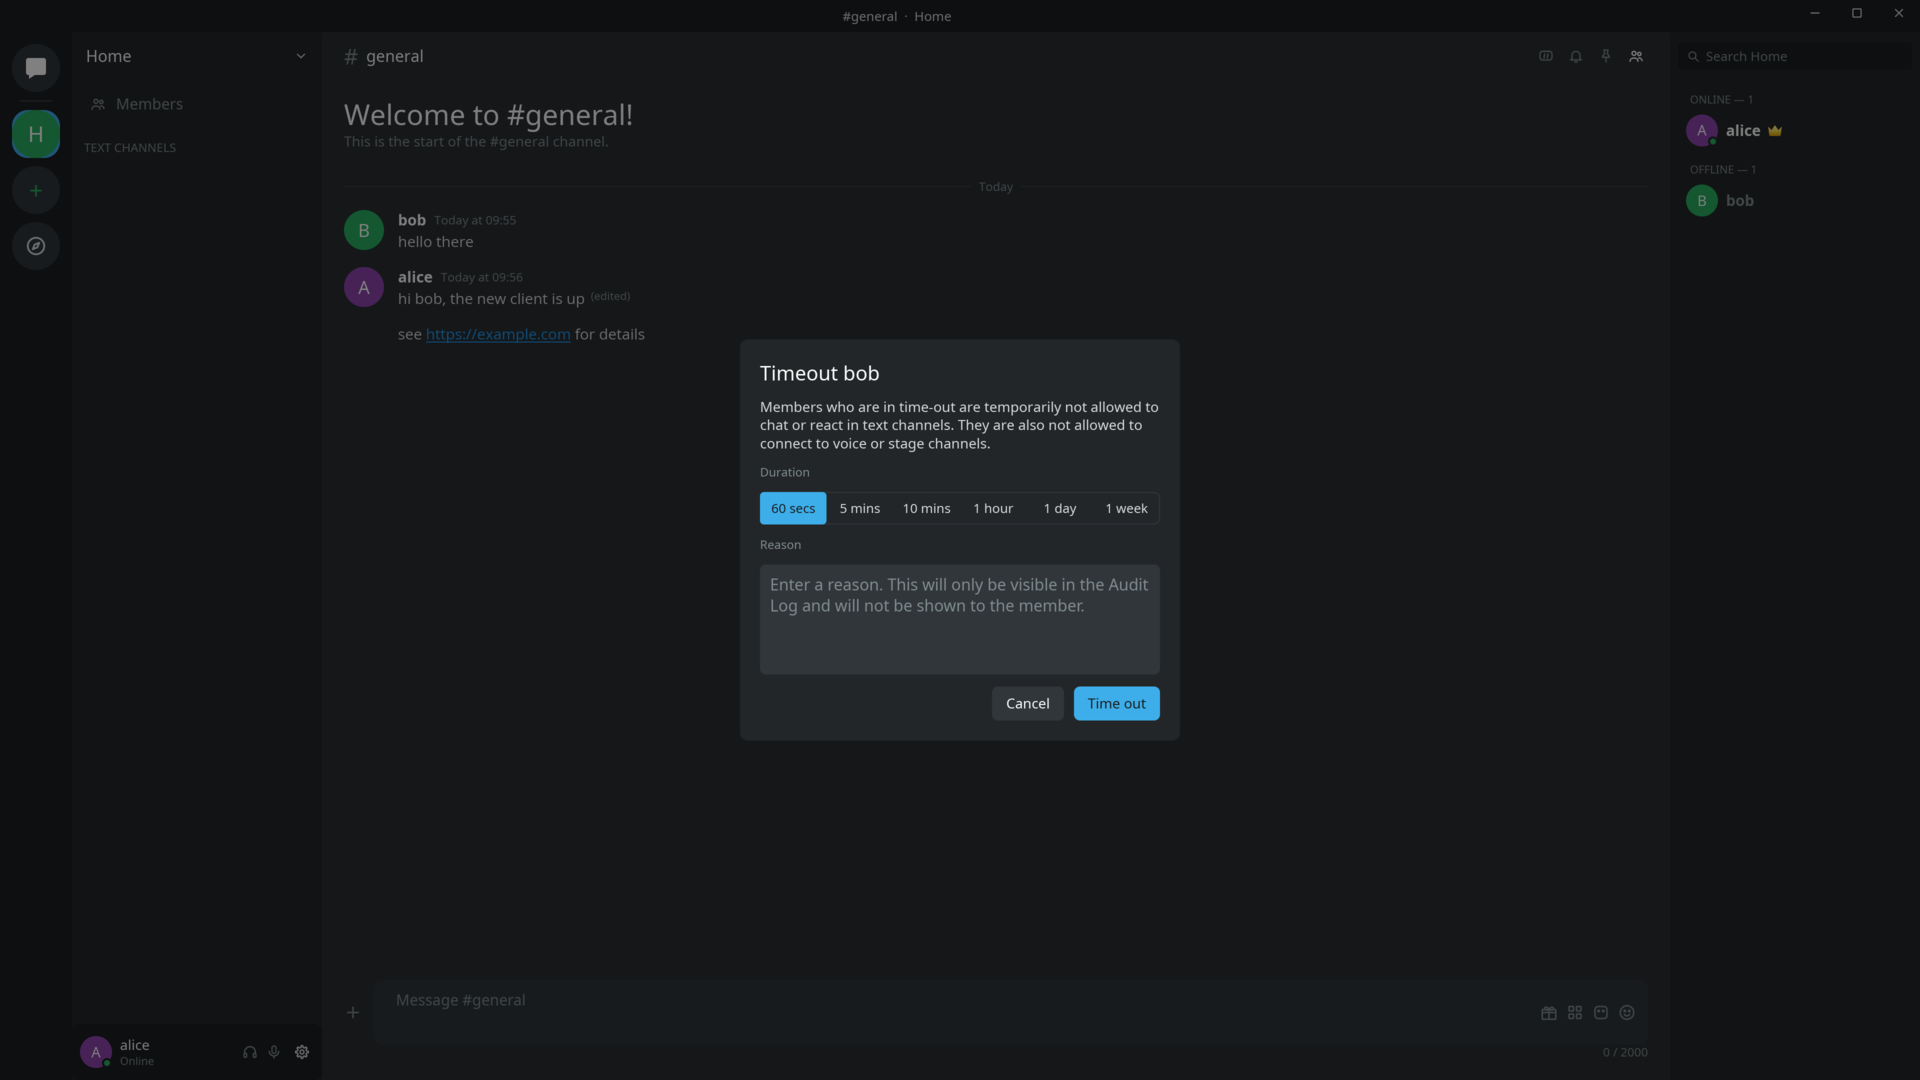 #general · Home
Home
Members
TEXT CHANNELS
H
# general
Search Home
Welcome to #general!
This is the start of the #general channel.
Today
B
bob Today at 09:55
hello there
A
alice Today at 09:56
hi bob, the new client is up (edited)
see https://example.com for details
ONLINE — 1
A alice
OFFLINE — 1
B bob
Timeout bob
Members who are in time-out are temporarily not allowed to
chat or react in text channels. They are also not allowed to
connect to voice or stage channels.
Duration
60 secs 5 mins 10 mins 1 hour 1 day 1 week
Reason
Enter a reason. This will only be visible in the Audit
Log and will not be shown to the member.
Cancel Time out
Message #general
0 / 2000
A
alice
Online